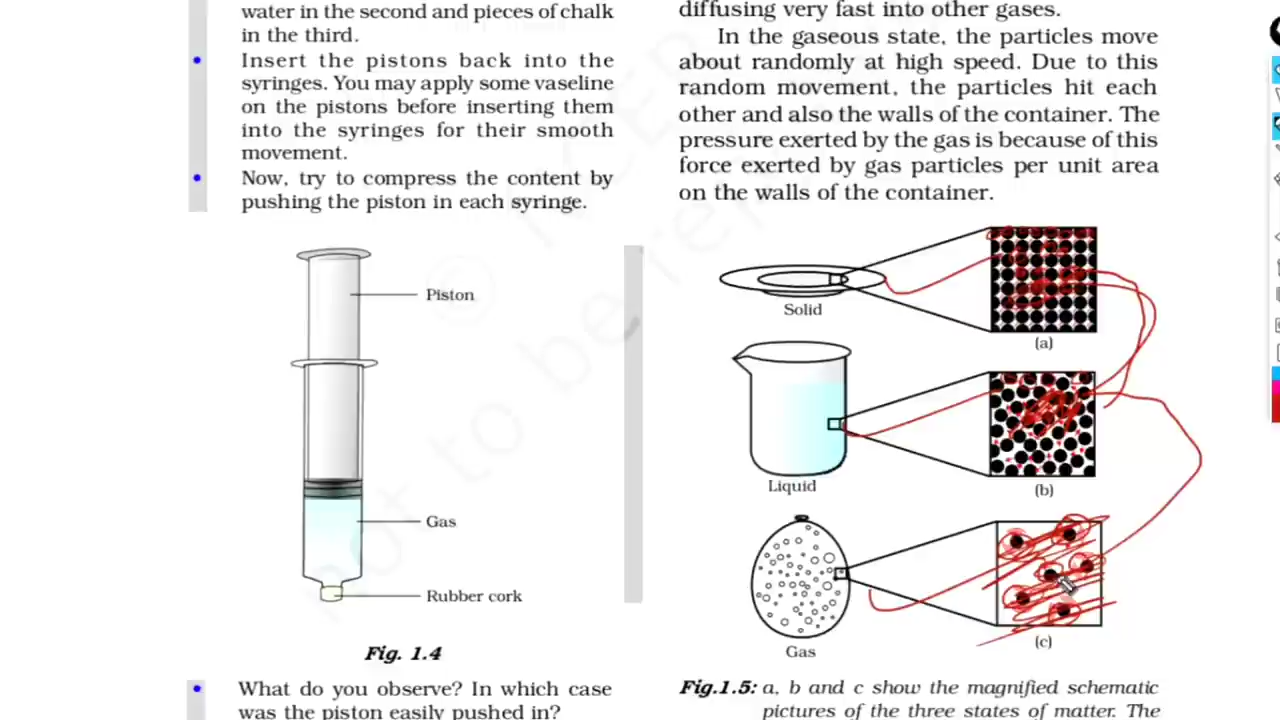 water in the second and pieces of chalk
in the third.
• Insert the pistons back into the
syringes. You may apply some vaseline
on the pistons before inserting them
into the syringes for their smooth
movement.
• Now, try to compress the content by
pushing the piston in each syringe.
Piston
Gas
Rubber cork
Fig. 1.4
• What do you observe? In which case
was the piston easily pushed in?
diffusing very fast into other gases.
In the gaseous state, the particles move
about randomly at high speed. Due to this
random movement, the particles hit each
other and also the walls of the container. The
pressure exerted by the gas is because of this
force exerted by gas particles per unit area
on the walls of the container.
Solid
(a)
Liquid
(b)
Gas
(c)
Fig.1.5: a, b and c show the magnified schematic
pictures of the three states of matter. The